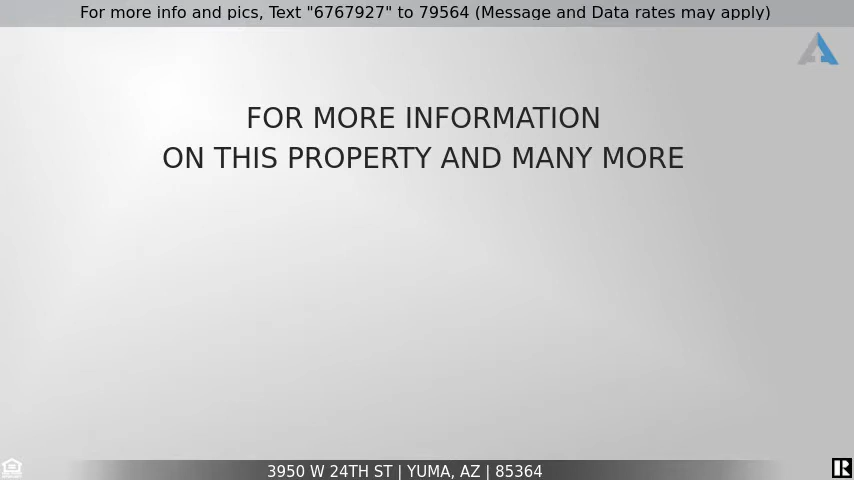 For more info and pics, Text "6767927" to 79564 (Message and Data rates may apply)
FOR MORE INFORMATION
ON THIS PROPERTY AND MANY MORE
3950 W 24TH ST | YUMA, AZ | 85364